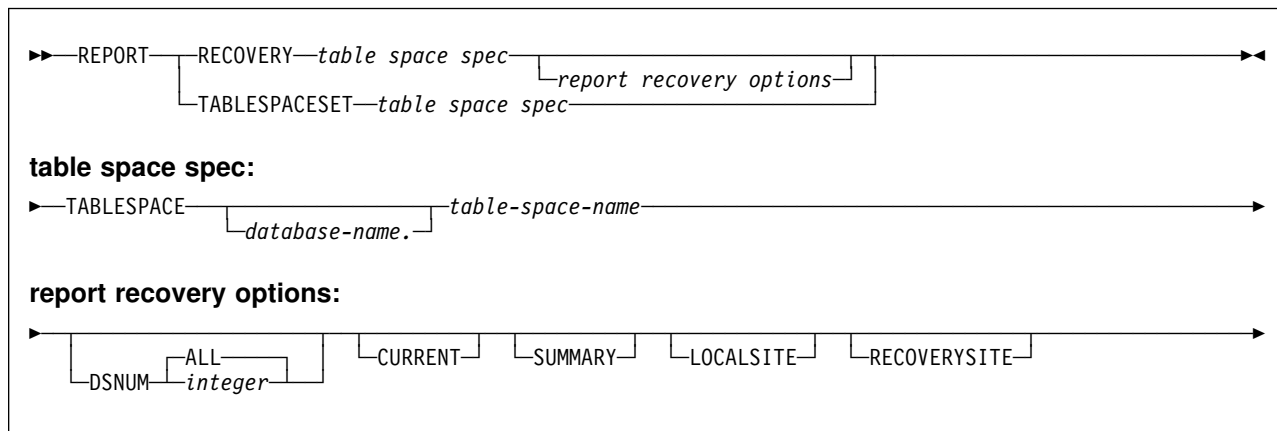 REPORT RECOVERY table space spec
report recovery options
TABLESPACESET table space spec
table space spec:
TABLESPACE table-space-name
database-name.
report recovery options:
ALL
CURRENT SUMMARY LOCALSITE RECOVERYSITE
DSNUM integer